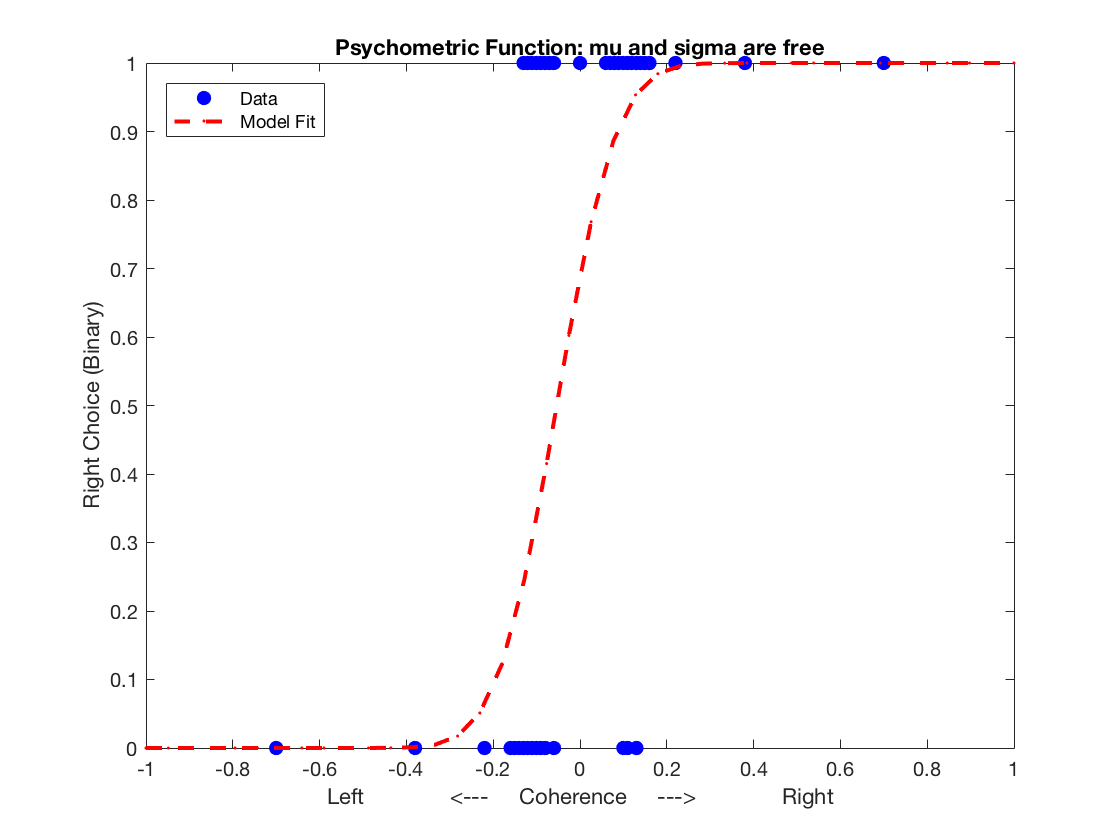 Psychometric Function: mu and sigma are free
Data
Model Fit
Right Choice (Binary)
1
0.9
0.8
0.7
0.6
0.5
0.4
0.3
0.2
0.1
0
-1 -0.8 -0.6 -0.4 -0.2 0 0.2 0.4 0.6 0.8 1
Left <--- Coherence ---> Right